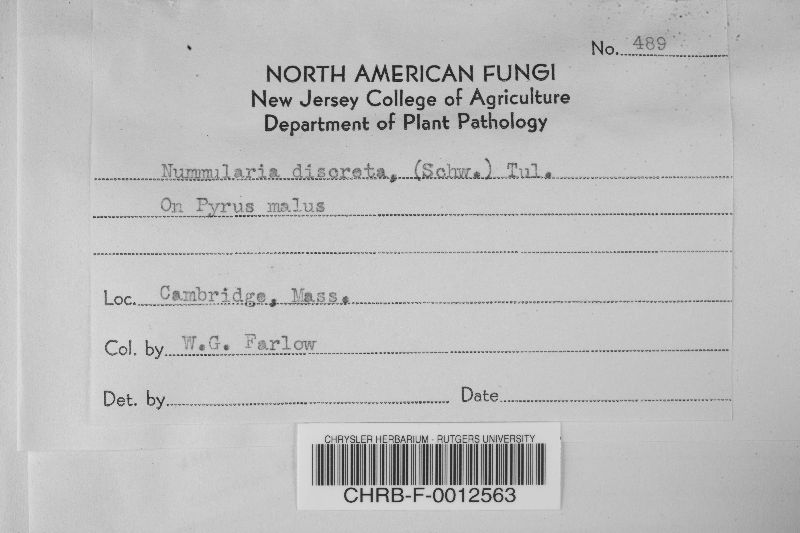 No. 489
NORTH AMERICAN FUNGI
New Jersey College of Agriculture
Department of Plant Pathology
Nummularia discreta, (Schw.) Tul.
On Pyrus malus
Loc. Cambridge, Mass.
Col. by W.G. Farlow
Det. by Date
CHRYSLER HERBARIUM - RUTGERS UNIVERSITY
CHRB-F-0012563